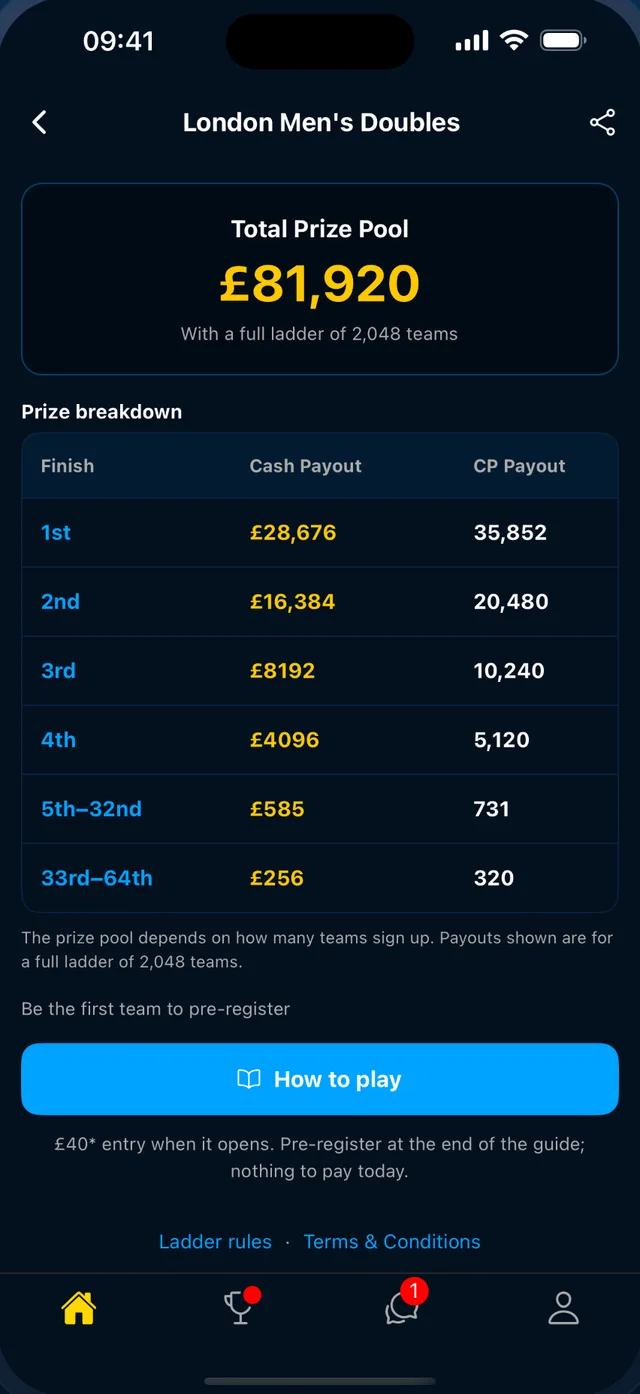 09:41
London Men's Doubles
Total Prize Pool
£81,920
With a full ladder of 2,048 teams
Prize breakdown
Finish Cash Payout CP Payout
1st £28,676 35,852
2nd £16,384 20,480
3rd £8192 10,240
4th £4096 5,120
5th–32nd £585 731
33rd–64th £256 320
The prize pool depends on how many teams sign up. Payouts shown are for
a full ladder of 2,048 teams.
Be the first team to pre-register
How to play
£40* entry when it opens. Pre-register at the end of the guide;
nothing to pay today.
Ladder rules · Terms & Conditions
1